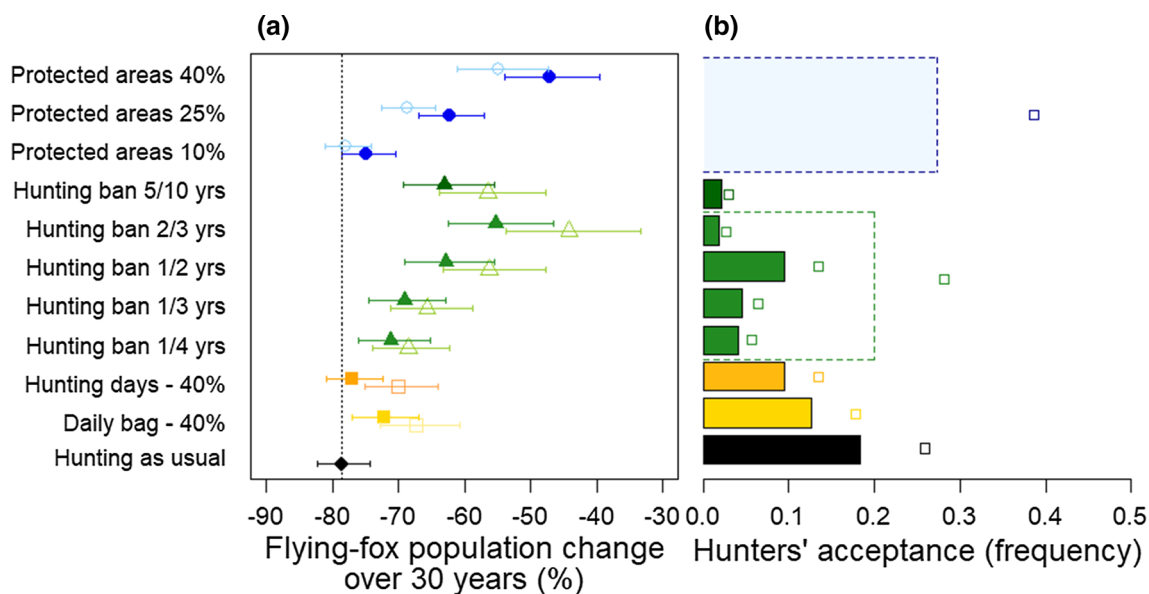 (a)
(b)
Protected areas 40%
Protected areas 25%
Protected areas 10%
Hunting ban 5/10 yrs
Hunting ban 2/3 yrs
Hunting ban 1/2 yrs
Hunting ban 1/3 yrs
Hunting ban 1/4 yrs
Hunting days - 40%
Daily bag - 40%
Hunting as usual
-90 -80 -70 -60 -50 -40 -30
Flying-fox population change
over 30 years (%)
0.0 0.1 0.2 0.3 0.4 0.5
Hunters' acceptance (frequency)